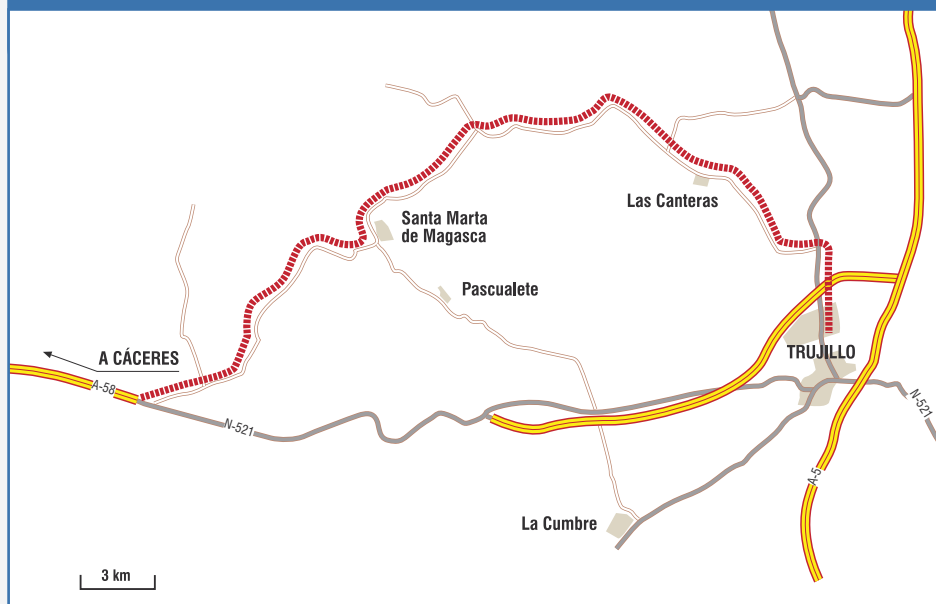 Las Canteras
Santa Marta
de Magasca
Pascualete
A CÁCERES
TRUJILLO
A-58
N-521
N-521
A-5
La Cumbre
3 km